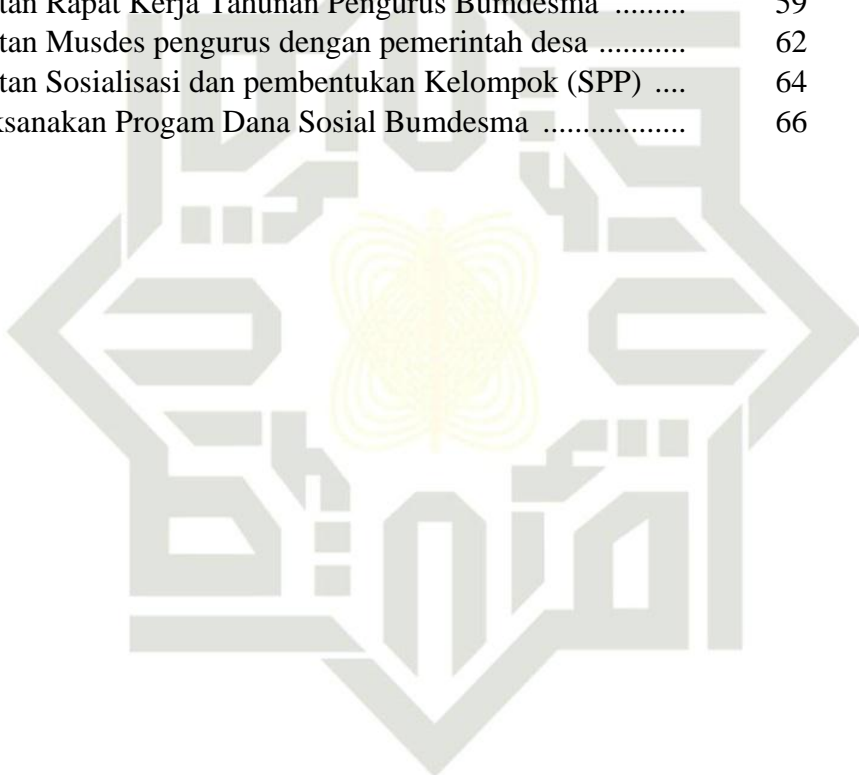 tan Rapat Kerja Tahunan Pengurus Bumdesma ......... 59
tan Musdes pengurus dengan pemerintah desa ........... 62
tan Sosialisasi dan pembentukan Kelompok (SPP) .... 64
ksanakan Progam Dana Sosial Bumdesma .................. 66